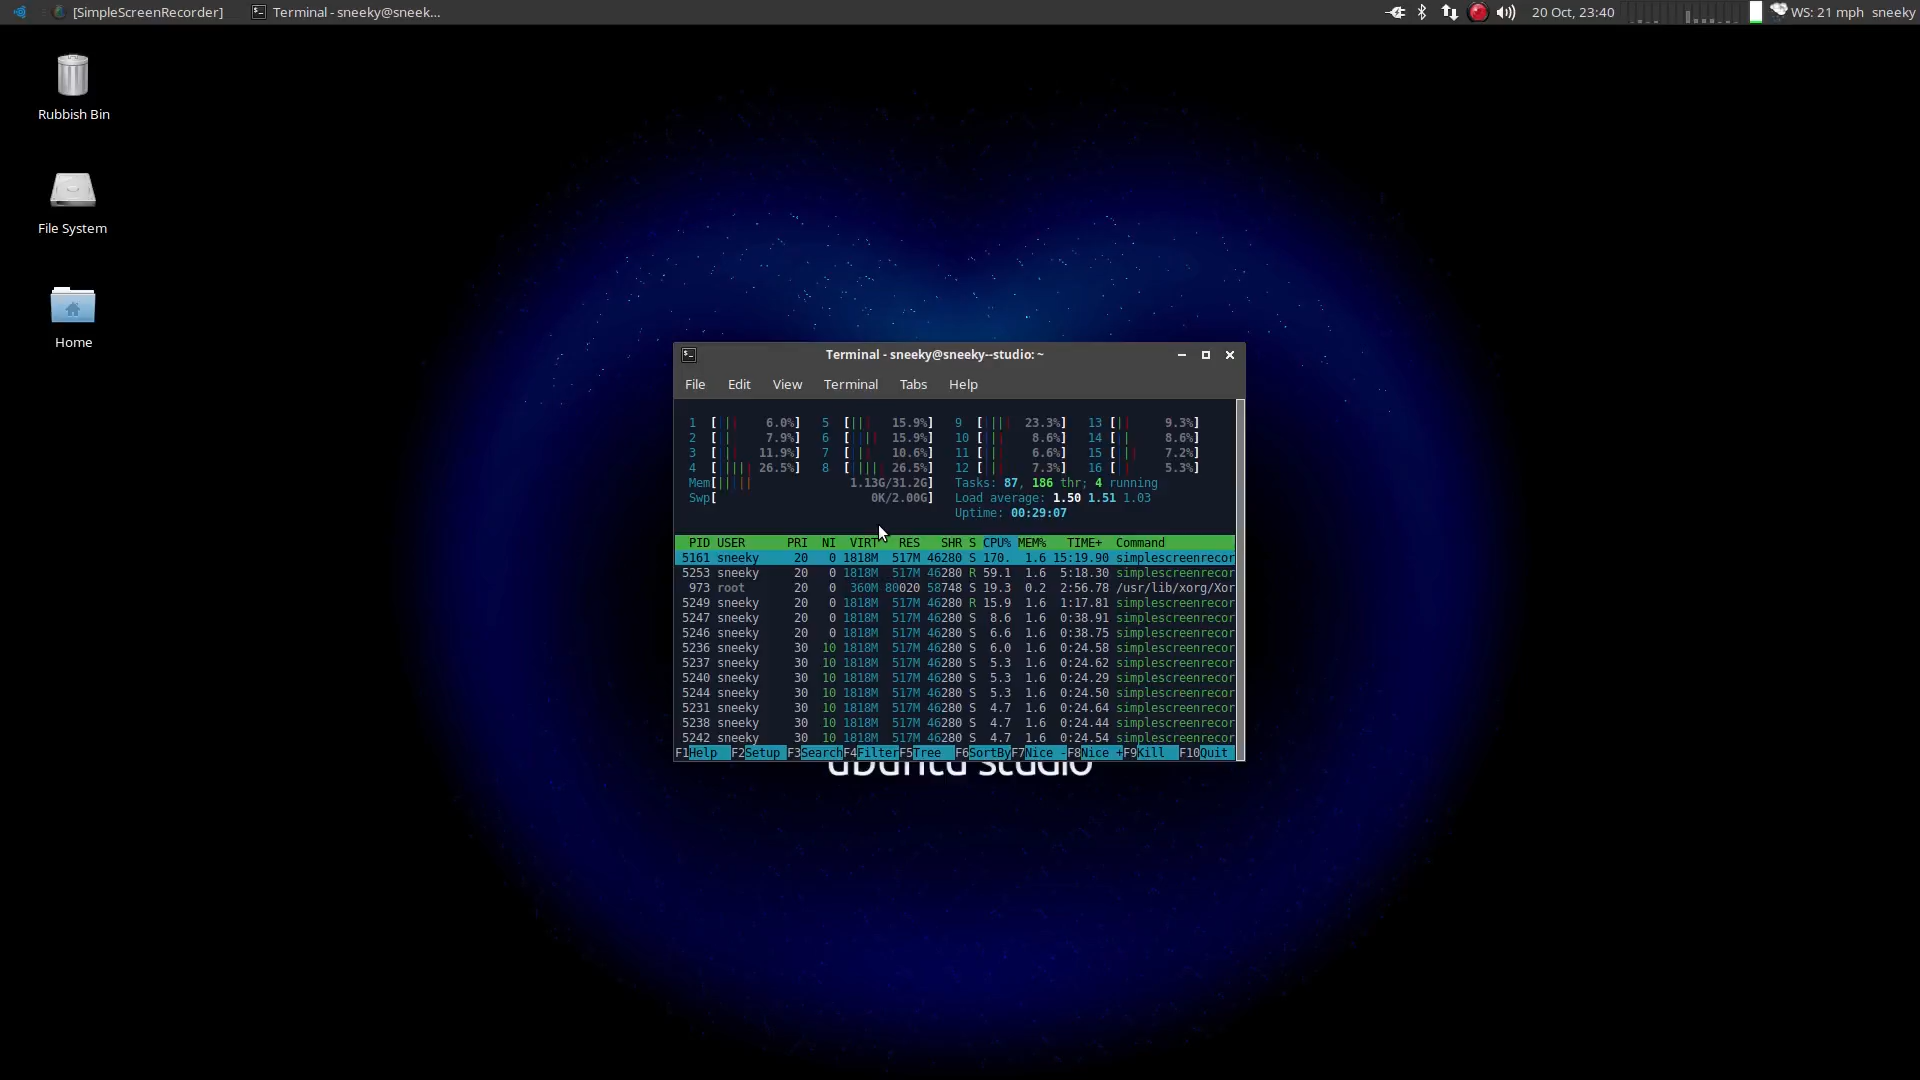 [SimpleScreenRecorder] Terminal - sneeky@sneek... 20 Oct, 23:40 WS: 21 mph sneeky
Rubbish Bin
File System
Home
Terminal - sneeky@sneeky--studio: ~
File Edit View Terminal Tabs Help
1 [||| 6.0%] 5 [||| 15.9%] 9 [|||| 23.3%] 13 [|| 9.3%]
2 [|| 7.9%] 6 [|||| 15.9%] 10 [||| 8.6%] 14 [|| 8.6%]
3 [||| 11.9%] 7 [||| 10.6%] 11 [||| 6.6%] 15 [||| 7.2%]
4 [||||| 26.5%] 8 [||||| 26.5%] 12 [||| 7.3%] 16 [|| 5.3%]
Mem[||||| 1.13G/31.2G] Tasks: 87, 186 thr; 4 running
Swp[ 0K/2.00G] Load average: 1.50 1.51 1.03
Uptime: 00:29:07
PID USER PRI NI VIRT RES SHR S CPU% MEM% TIME+ Command
5161 sneeky 20 0 1818M 517M 46280 S 170. 1.6 15:19.90 simplescreenrecor
5253 sneeky 20 0 1818M 517M 46280 R 59.1 1.6 5:18.30 simplescreenrecor
973 root 20 0 360M 80020 58748 S 19.3 0.2 2:56.78 /usr/lib/xorg/Xor
5249 sneeky 20 0 1818M 517M 46280 R 15.9 1.6 1:17.81 simplescreenrecor
5247 sneeky 20 0 1818M 517M 46280 S 8.6 1.6 0:38.91 simplescreenrecor
5246 sneeky 20 0 1818M 517M 46280 S 6.6 1.6 0:38.75 simplescreenrecor
5236 sneeky 30 10 1818M 517M 46280 S 6.0 1.6 0:24.58 simplescreenrecor
5237 sneeky 30 10 1818M 517M 46280 S 5.3 1.6 0:24.62 simplescreenrecor
5240 sneeky 30 10 1818M 517M 46280 S 5.3 1.6 0:24.29 simplescreenrecor
5244 sneeky 30 10 1818M 517M 46280 S 5.3 1.6 0:24.50 simplescreenrecor
5231 sneeky 30 10 1818M 517M 46280 S 4.7 1.6 0:24.64 simplescreenrecor
5238 sneeky 30 10 1818M 517M 46280 S 4.7 1.6 0:24.44 simplescreenrecor
5242 sneeky 30 10 1818M 517M 46280 S 4.7 1.6 0:24.54 simplescreenrecor
F1Help F2Setup F3SearchF4FilterF5Tree F6SortByF7Nice -F8Nice +F9Kill F10Quit
ubuntu studio